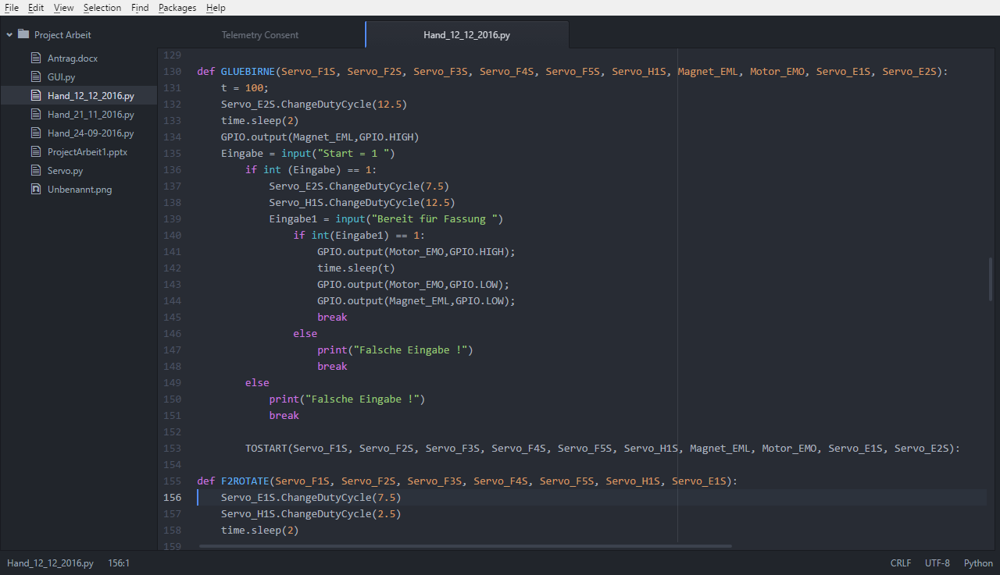 File Edit View Selection Find Packages Help
Project Arbeit
Antrag.docx
GUI.py
Hand_12_12_2016.py
Hand_21_11_2016.py
Hand_24-09-2016.py
ProjectArbeit1.pptx
Servo.py
Unbenannt.png
Telemetry Consent Hand_12_12_2016.py
129
130 def GLUEBIRNE(Servo_F1S, Servo_F2S, Servo_F3S, Servo_F4S, Servo_F5S, Servo_H1S, Magnet_EML, Motor_EMO, Servo_E1S, Servo_E2S):
131 t = 100;
132 Servo_E2S.ChangeDutyCycle(12.5)
133 time.sleep(2)
134 GPIO.output(Magnet_EML,GPIO.HIGH)
135 Eingabe = input("Start = 1 ")
136 if int (Eingabe) == 1:
137 Servo_E2S.ChangeDutyCycle(7.5)
138 Servo_H1S.ChangeDutyCycle(12.5)
139 Eingabe1 = input("Bereit für Fassung ")
140 if int(Eingabe1) == 1:
141 GPIO.output(Motor_EMO,GPIO.HIGH);
142 time.sleep(t)
143 GPIO.output(Motor_EMO,GPIO.LOW);
144 GPIO.output(Magnet_EML,GPIO.LOW);
145 break
146 else
147 print("Falsche Eingabe !")
148 break
149 else
150 print("Falsche Eingabe !")
151 break
152
153 TOSTART(Servo_F1S, Servo_F2S, Servo_F3S, Servo_F4S, Servo_F5S, Servo_H1S, Magnet_EML, Motor_EMO, Servo_E1S, Servo_E2S):
154
155 def F2ROTATE(Servo_F1S, Servo_F2S, Servo_F3S, Servo_F4S, Servo_F5S, Servo_H1S, Servo_E1S):
156 Servo_E1S.ChangeDutyCycle(7.5)
157 Servo_H1S.ChangeDutyCycle(2.5)
158 time.sleep(2)
159
Hand_12_12_2016.py 156:1 CRLF UTF-8 Python